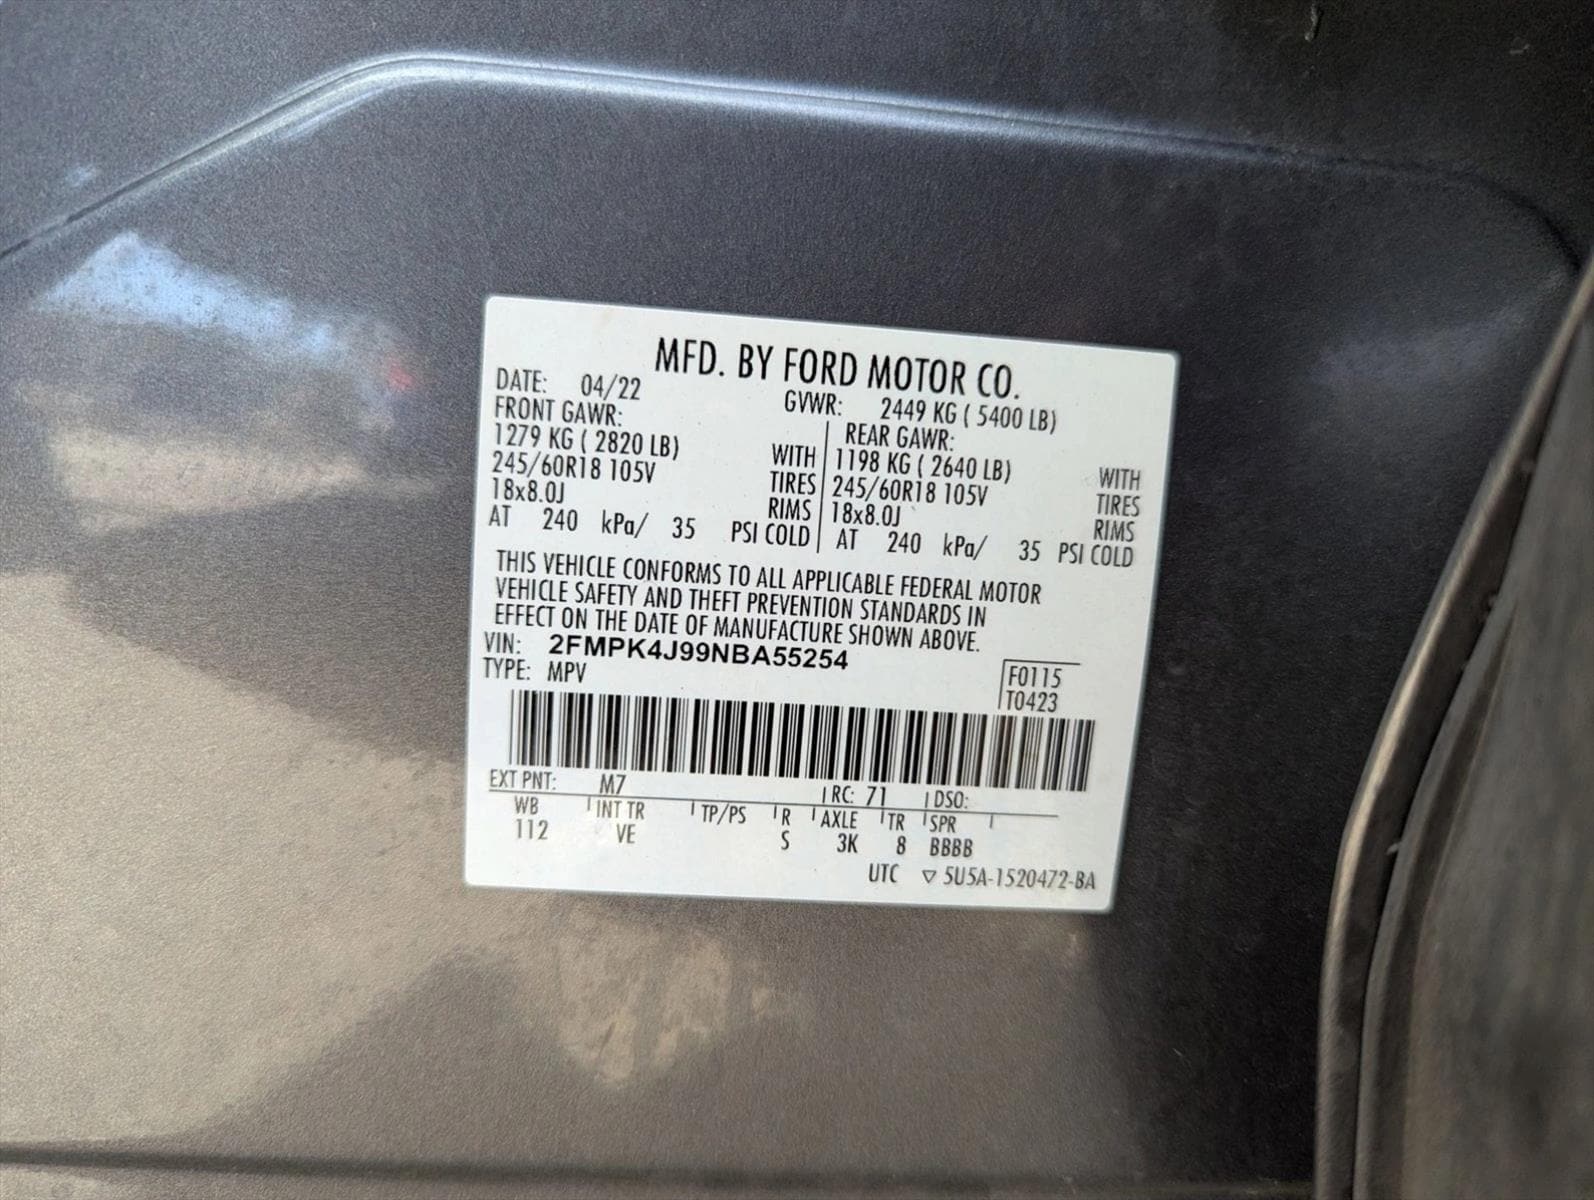 MFD. BY FORD MOTOR CO.
DATE: 04/22 GVWR: 2449 KG ( 5400 LB)
FRONT GAWR: REAR GAWR:
1279 KG ( 2820 LB) WITH 1198 KG ( 2640 LB) WITH
245/60R18 105V TIRES 245/60R18 105V TIRES
18x8.0J RIMS 18x8.0J RIMS
AT 240 kPa/ 35 PSI COLD AT 240 kPa/ 35 PSI COLD
THIS VEHICLE CONFORMS TO ALL APPLICABLE FEDERAL MOTOR
VEHICLE SAFETY AND THEFT PREVENTION STANDARDS IN
EFFECT ON THE DATE OF MANUFACTURE SHOWN ABOVE.
VIN: 2FMPK4J99NBA55254
TYPE: MPV F0115
T0423
EXT PNT: M7 RC: 71 DSO:
WB INT TR TP/PS R AXLE TR SPR
112 VE S 3K 8 BBBB
UTC ▽ 5U5A-1520472-BA